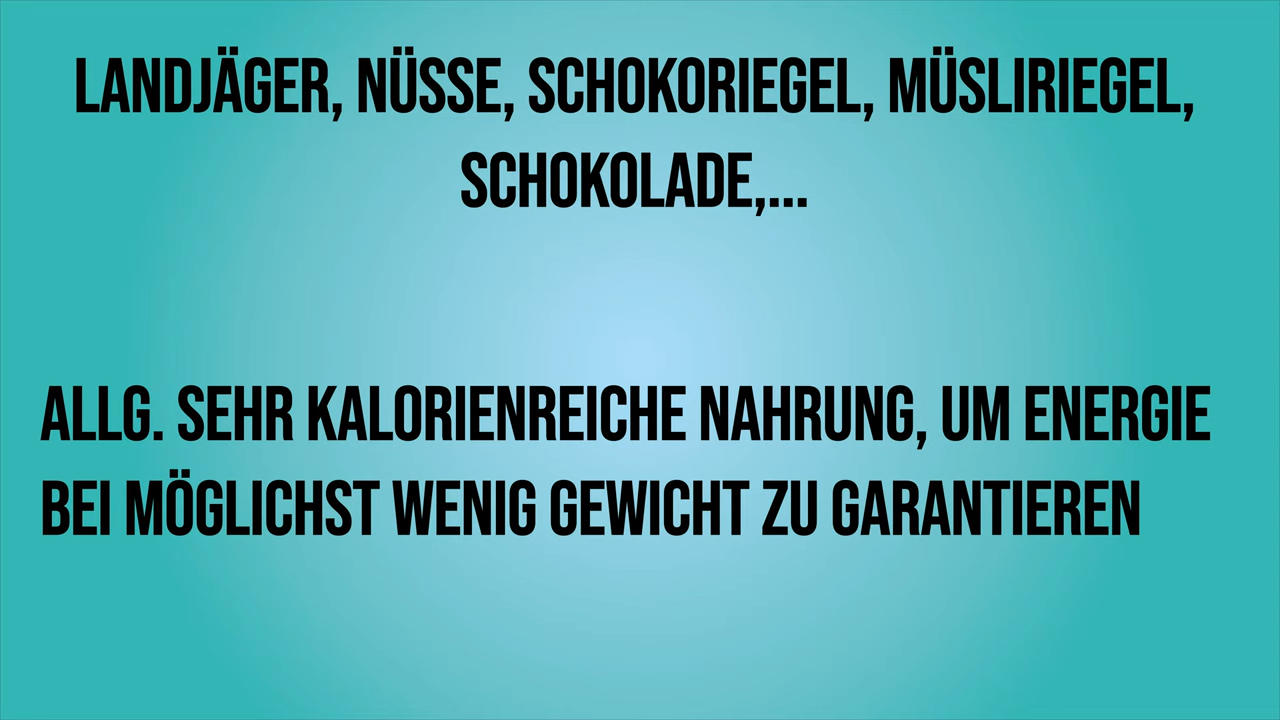 LANDJÄGER, NÜSSE, SCHOKORIEGEL, MÜSLIRIEGEL,
SCHOKOLADE,...
ALLG. SEHR KALORIENREICHE NAHRUNG, UM ENERGIE
BEI MÖGLICHST WENIG GEWICHT ZU GARANTIEREN